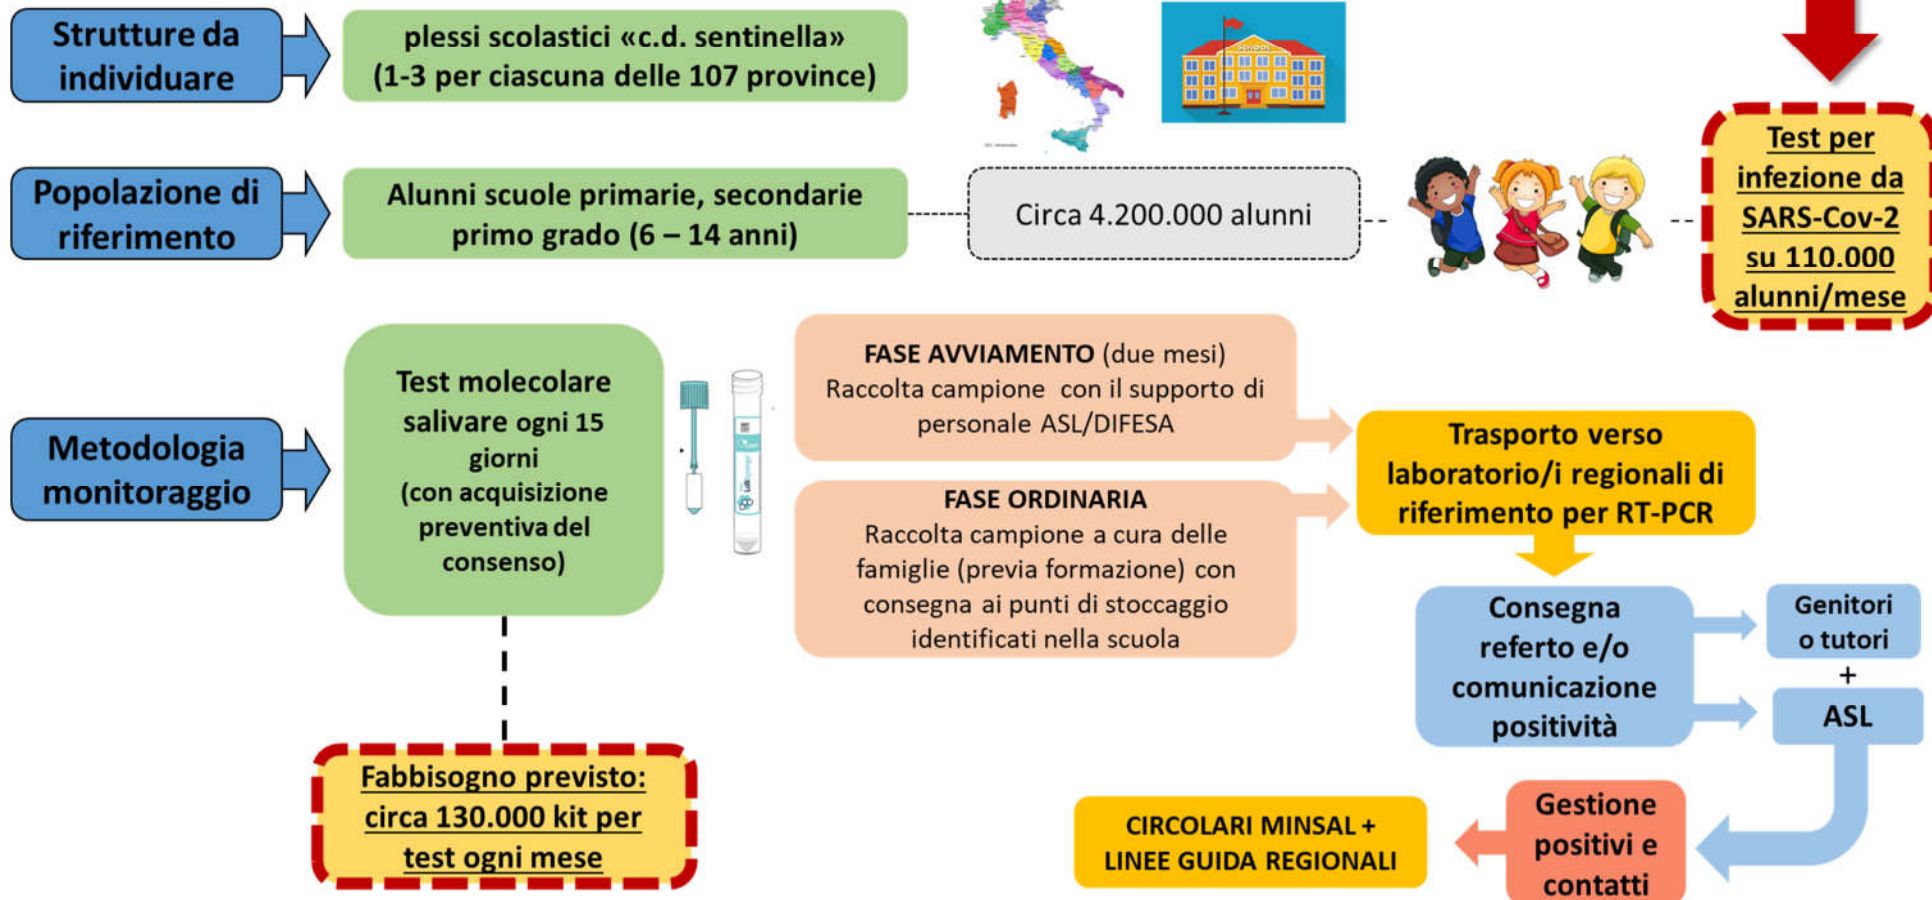 Strutture da
individuare
plessi scolastici «c.d. sentinella»
(1-3 per ciascuna delle 107 province)
SCHOOL
Popolazione di
riferimento
Alunni scuole primarie, secondarie
primo grado (6 – 14 anni)
Circa 4.200.000 alunni
Test per
infezione da
SARS-Cov-2
su 110.000
alunni/mese
Metodologia
monitoraggio
Test molecolare
salivare ogni 15
giorni
(con acquisizione
preventiva del
consenso)
FASE AVVIAMENTO (due mesi)
Raccolta campione con il supporto di
personale ASL/DIFESA
FASE ORDINARIA
Raccolta campione a cura delle
famiglie (previa formazione) con
consegna ai punti di stoccaggio
identificati nella scuola
Trasporto verso
laboratorio/i regionali di
riferimento per RT-PCR
Consegna
referto e/o
comunicazione
positività
Genitori
o tutori
+
ASL
Fabbisogno previsto:
circa 130.000 kit per
test ogni mese
CIRCOLARI MINSAL +
LINEE GUIDA REGIONALI
Gestione
positivi e
contatti